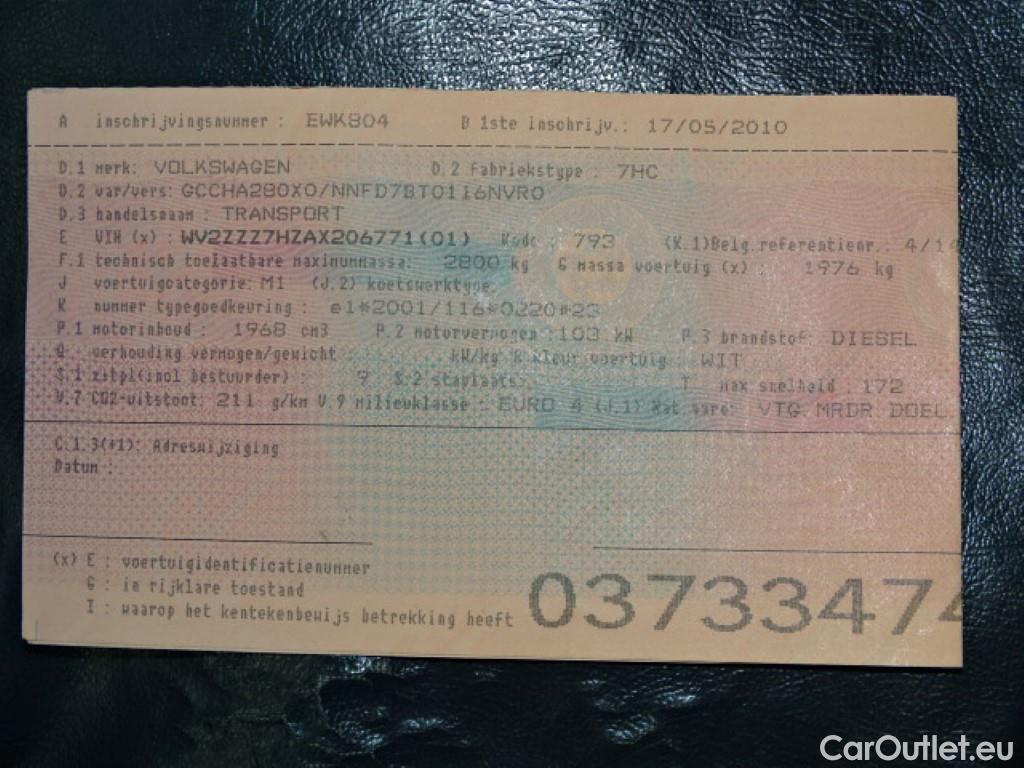 A inschrijvingsnummer : EWK804 B 1ste inschrijv.: 17/05/2010
D.1 merk: VOLKSWAGEN D.2 fabriekstype : 7HC
D.2 var/vers: GCCHA280X0/NNFD7BT0116NVR0
D.3 handelsnaam : TRANSPORT
E VIN (x) : WV2ZZZ7HZAX206771(01) Kode : 793 (K.1)Belg.referentienr.: 4/14
F.1 technisch toelaatbare maximummassa: 2800 kg G massa voertuig (x) : 1976 kg
J voertuigcategorie: M1 (J.2) koetswerktype
K nummer typegoedkeuring : e1*2001/116*0220*23
P.1 motorinhoud : 1968 cm3 P.2 motorvermogen :103 kW P.3 brandstof: DIESEL
Q verhouding vermogen/gewicht : kW/kg R kleur voertuig WIT
S.1 zitpl(incl bestuurder) : 9 S.2 staplaats: T max snelheid : 172
V.7 CO2-uitstoot: 211 g/km V.9 milieuklasse : EURO 4 (J.1) Nat. VTG MRDR DOEL
C.1.3(+1): Adreswijziging
Datum :
(x) E : voertuigidentificatienummer
G : in rijklare toestand
I : waarop het kentekenbewijs betrekking heeft
0373347
CarOutlet.eu